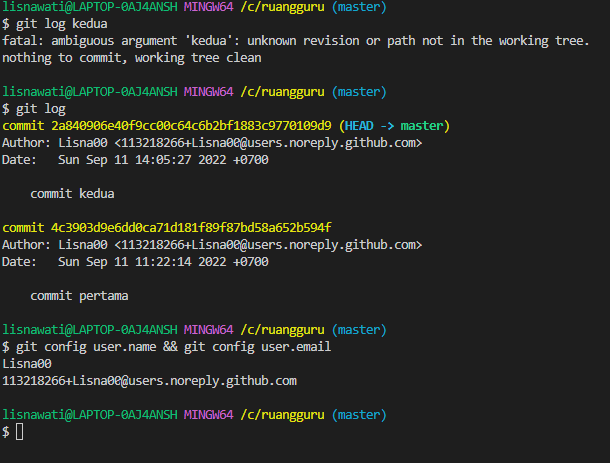 lisnawati@LAPTOP-0AJ4ANSH MINGW64 /c/ruangguru (master)
$ git log kedua
fatal: ambiguous argument 'kedua': unknown revision or path not in the working tree.
nothing to commit, working tree clean
lisnawati@LAPTOP-0AJ4ANSH MINGW64 /c/ruangguru (master)
$ git log
commit 2a840906e40f9cc00c64c6b2bf1883c9770109d9 (HEAD -> master)
Author: Lisna00 <113218266+Lisna00@users.noreply.github.com>
Date:   Sun Sep 11 14:05:27 2022 +0700
commit kedua
commit 4c3903d9e6dd0ca71d181f89f87bd58a652b594f
Author: Lisna00 <113218266+Lisna00@users.noreply.github.com>
Date:   Sun Sep 11 11:22:14 2022 +0700
commit pertama
lisnawati@LAPTOP-0AJ4ANSH MINGW64 /c/ruangguru (master)
$ git config user.name && git config user.email
Lisna00
113218266+Lisna00@users.noreply.github.com
lisnawati@LAPTOP-0AJ4ANSH MINGW64 /c/ruangguru (master)
$